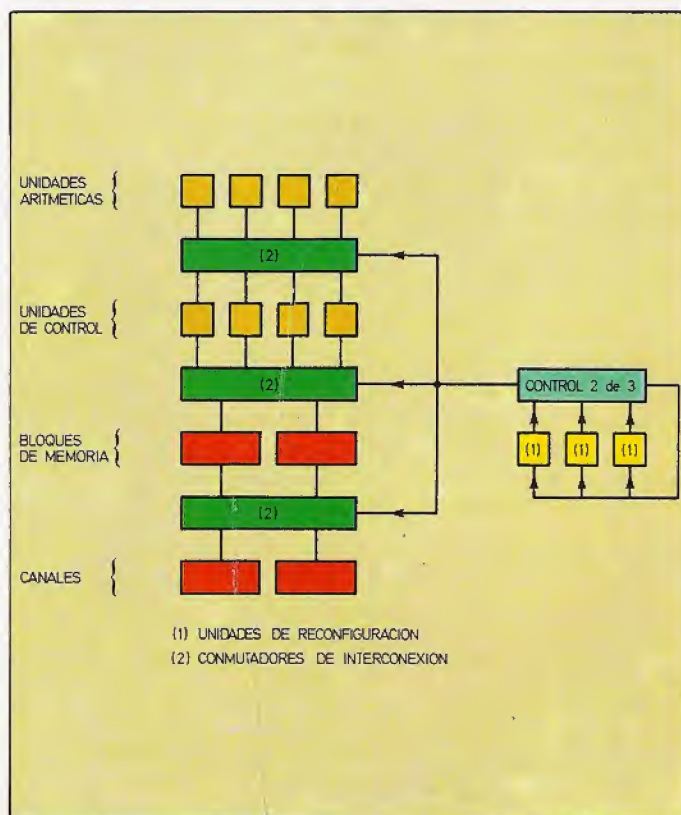 UNIDADES
ARITMETICAS
(2)
UNIDADES
DE CONTROL
(2)
CONTROL 2 de 3
BLOQUES
DE MEMORIA
(1) (1) (1)
(2)
CANALES
(1) UNIDADES DE RECONFIGURACION
(2) CONMUTADORES DE INTERCONEXION